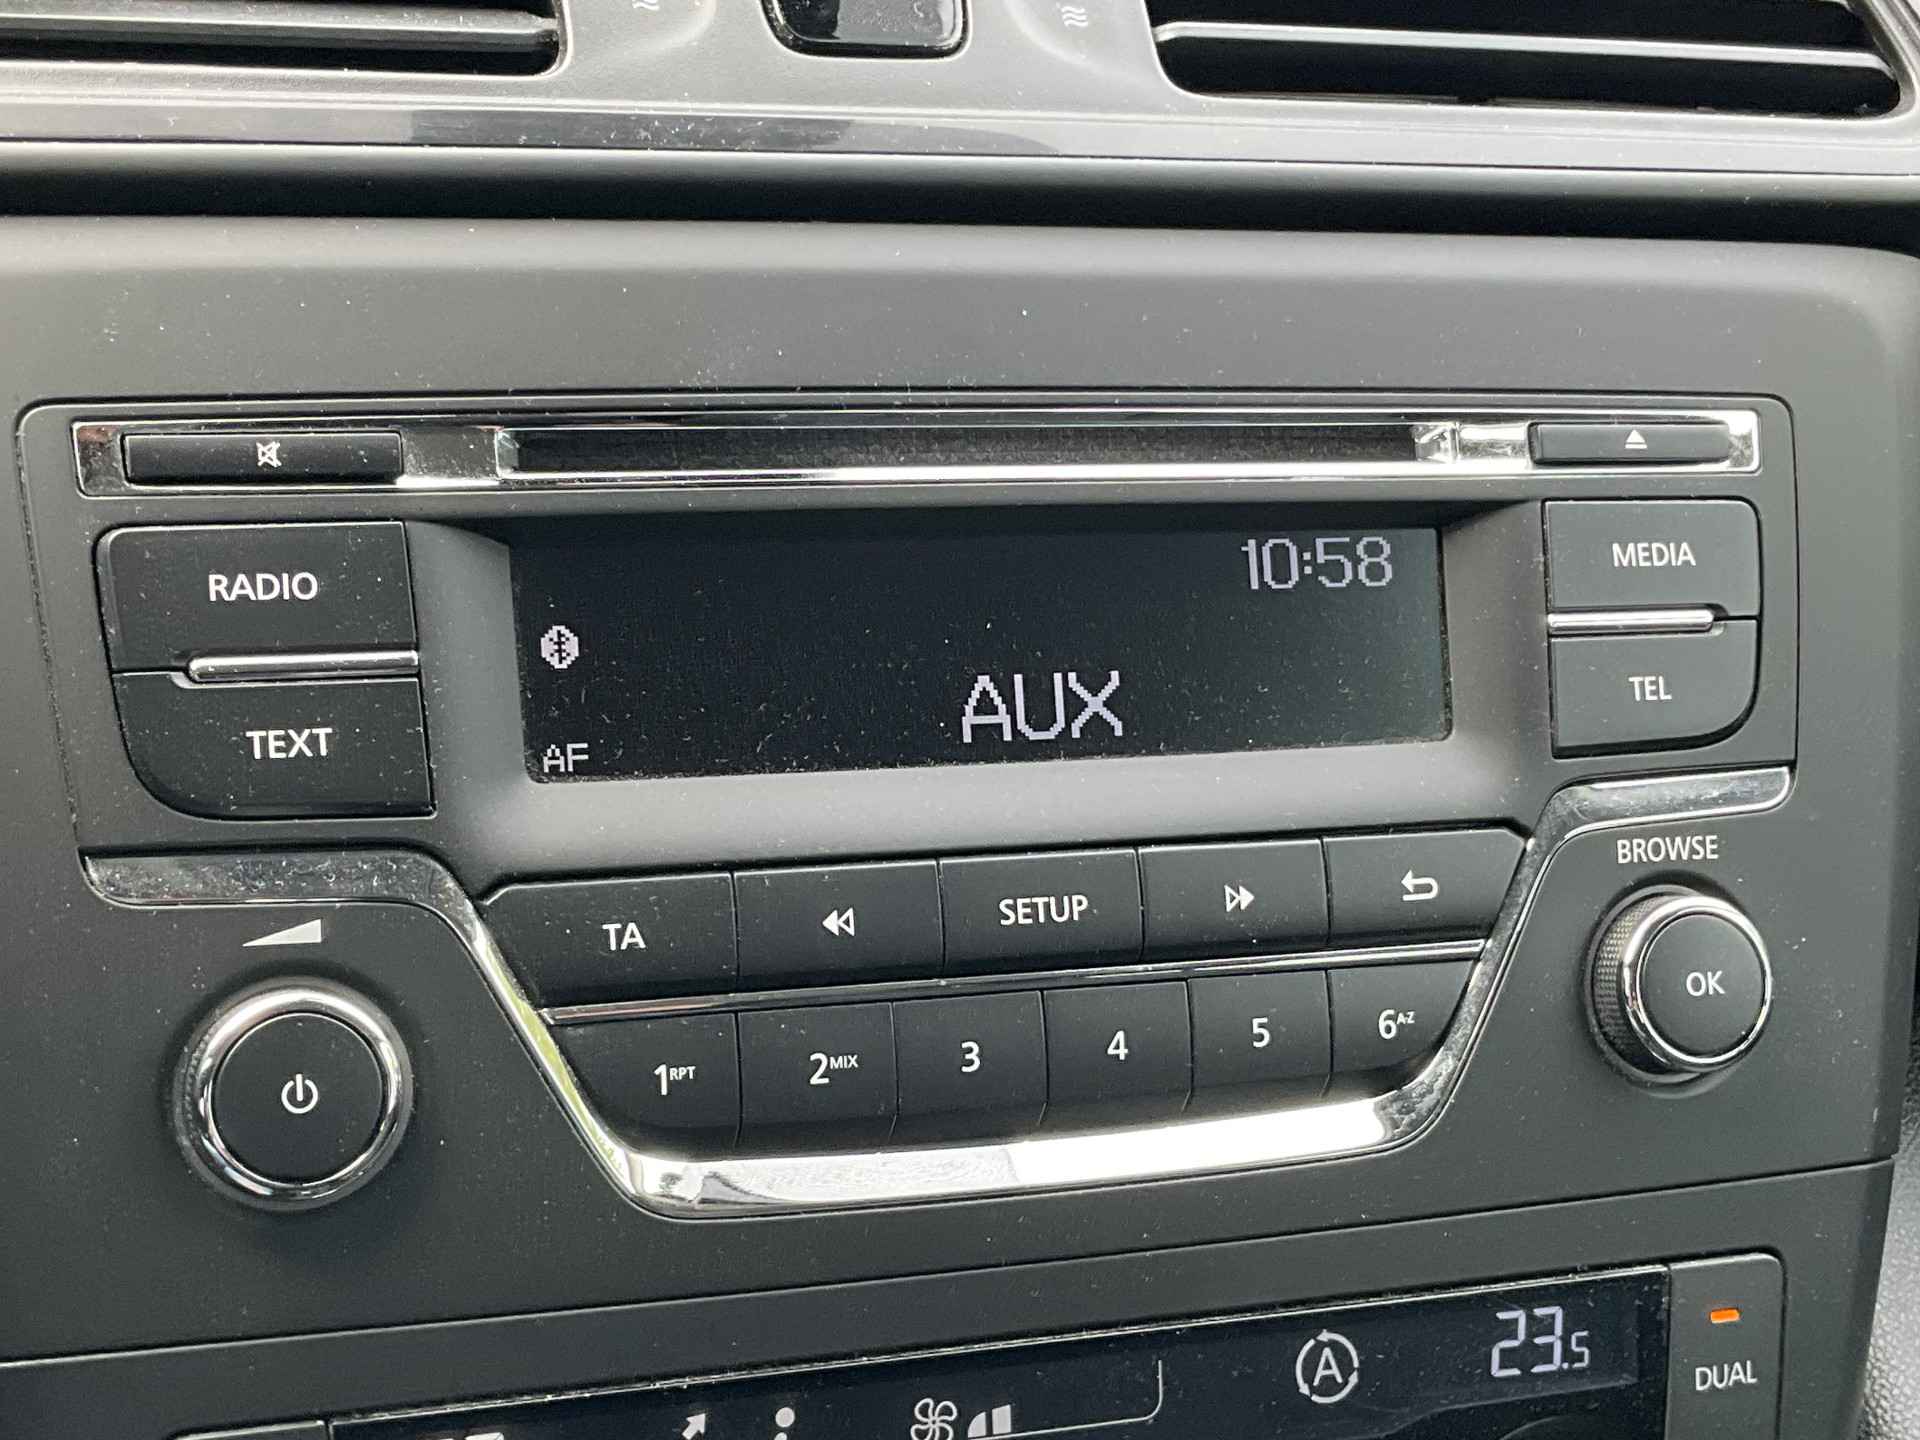 10:58
RADIO
MEDIA
TEXT
AUX
TEL
AF
BROWSE
TA
SETUP
OK
1RPT
2MIX
3
4
5
6A-Z
A
23.5
DUAL